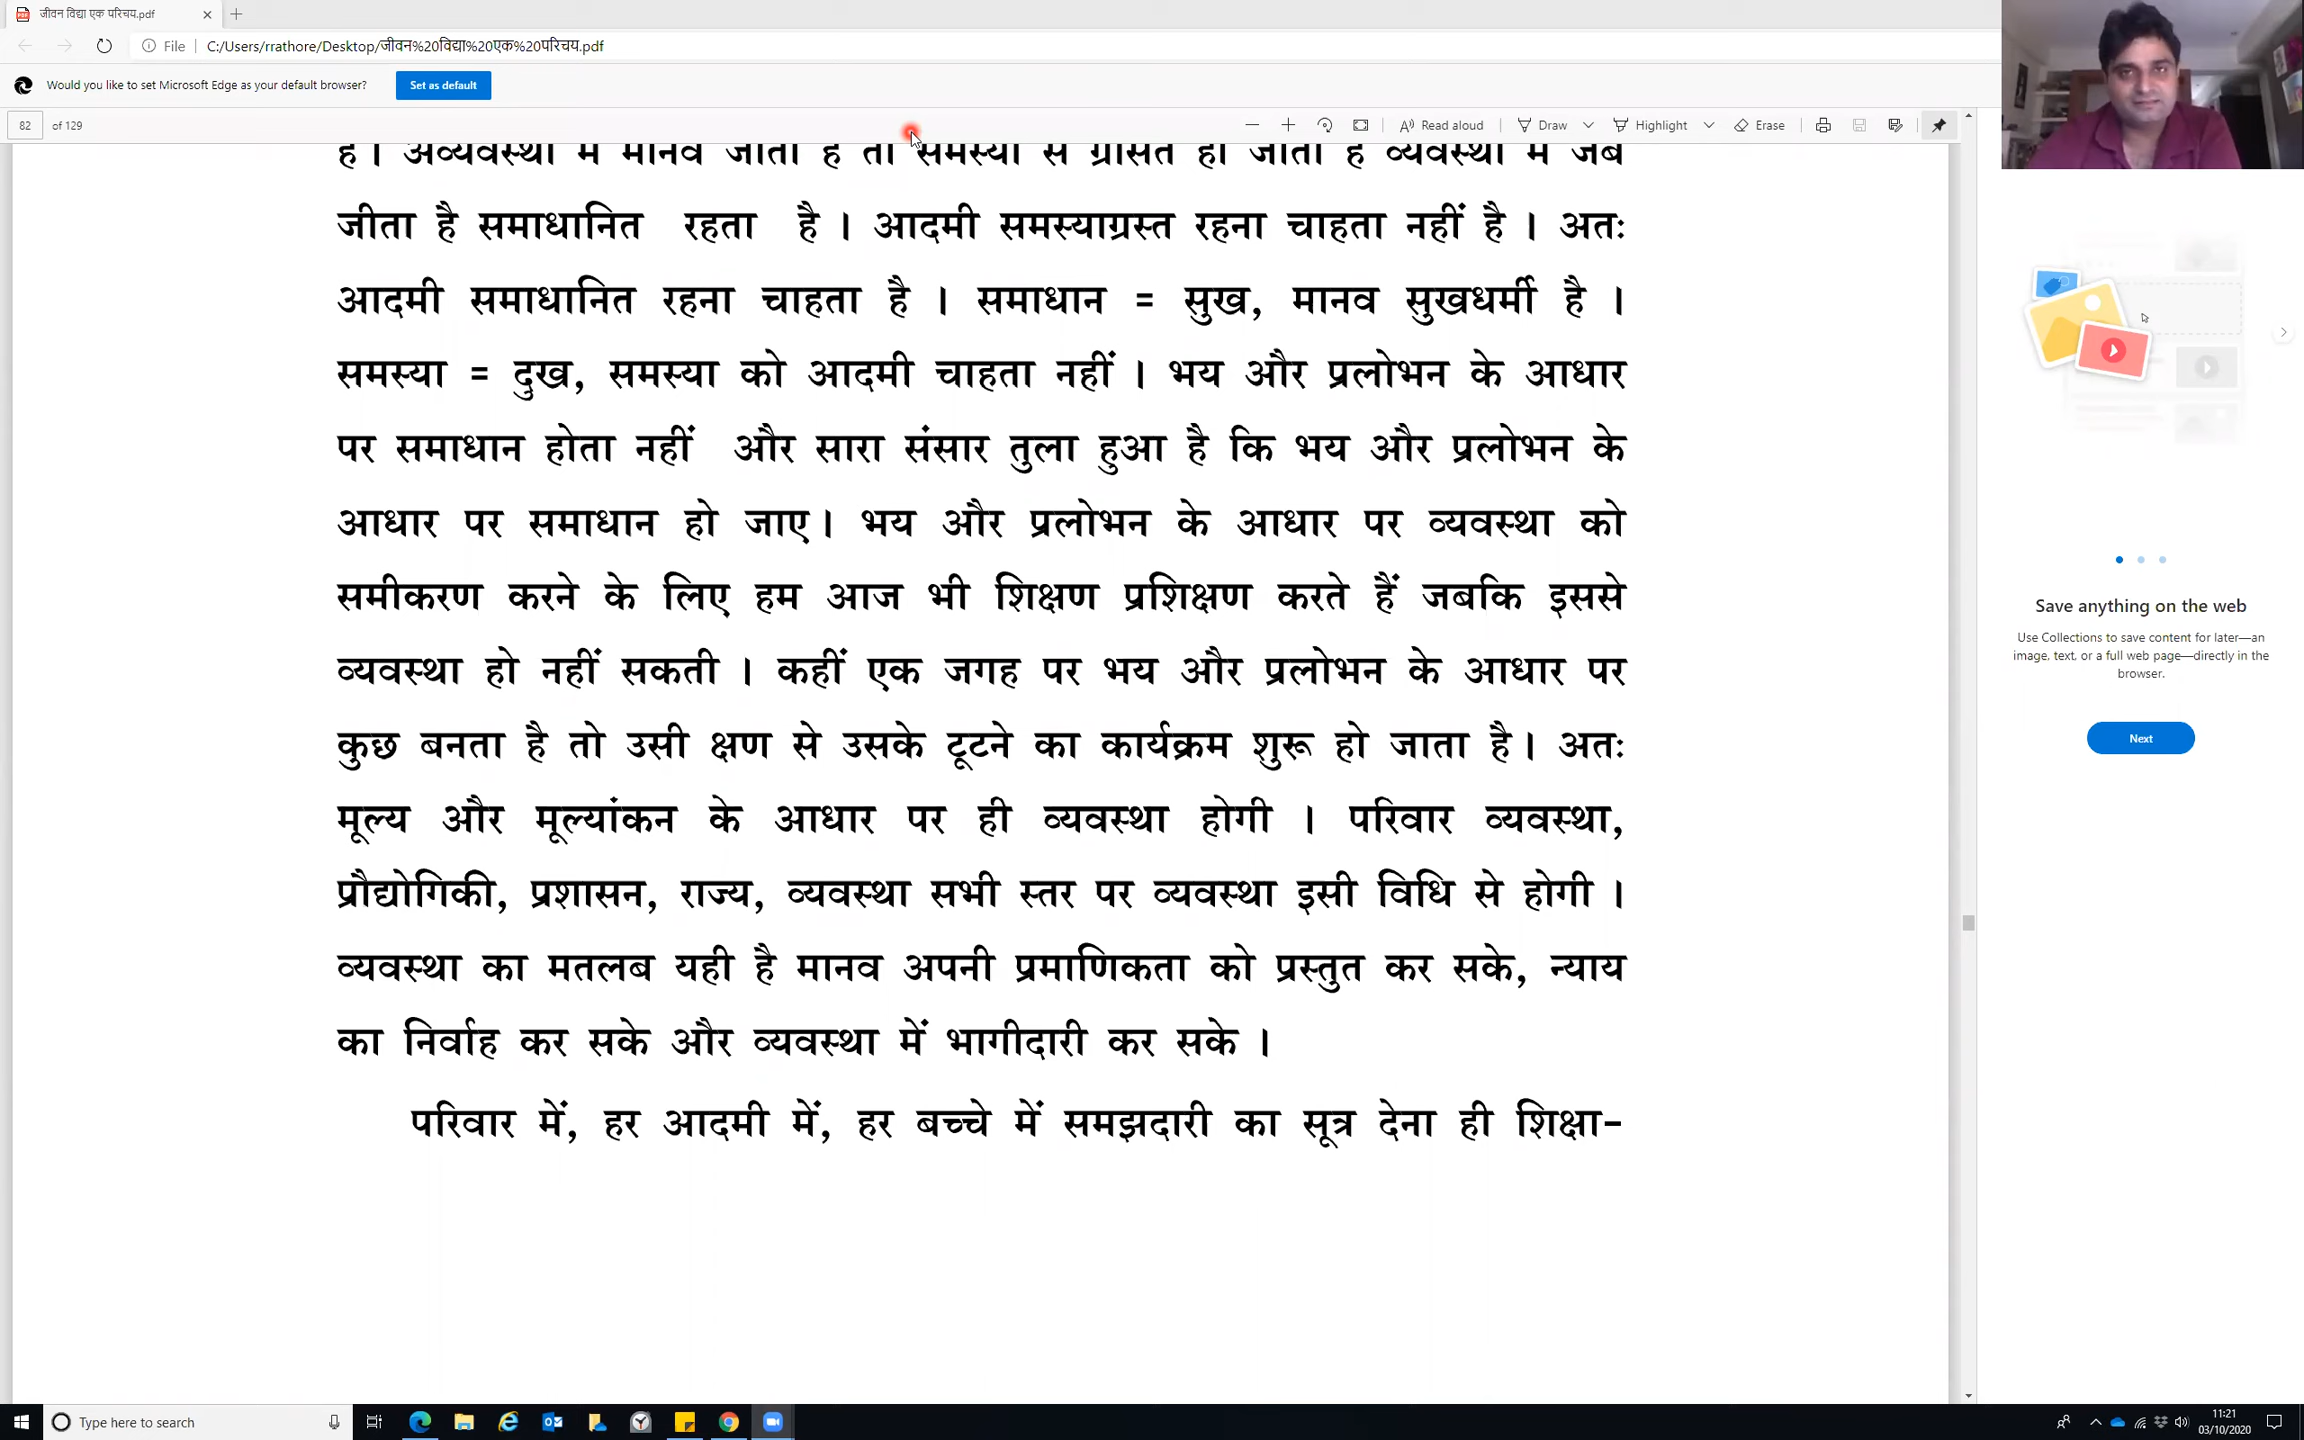 जीवन विद्या एक परिचय.pdf
File
C:/Users/rrathore/Desktop/जीवन%20विद्या%20एक%20परिचय.pdf
Would you like to set Microsoft Edge as your default browser?
Set as default
82 of 129
Read aloud
Draw
Highlight
Erase
है। अव्यवस्था में मानव जीता है तो समस्या से ग्रसित हो जाता है व्यवस्था में जब
जीता है समाधानित रहता है । आदमी समस्याग्रस्त रहना चाहता नहीं है । अतः
आदमी समाधानित रहना चाहता है । समाधान = सुख, मानव सुखधर्मी है ।
समस्या = दुख, समस्या को आदमी चाहता नहीं । भय और प्रलोभन के आधार
पर समाधान होता नहीं और सारा संसार तुला हुआ है कि भय और प्रलोभन के
आधार पर समाधान हो जाए। भय और प्रलोभन के आधार पर व्यवस्था को
समीकरण करने के लिए हम आज भी शिक्षण प्रशिक्षण करते हैं जबकि इससे
व्यवस्था हो नहीं सकती । कहीं एक जगह पर भय और प्रलोभन के आधार पर
कुछ बनता है तो उसी क्षण से उसके टूटने का कार्यक्रम शुरू हो जाता है। अतः
मूल्य और मूल्यांकन के आधार पर ही व्यवस्था होगी । परिवार व्यवस्था,
प्रौद्योगिकी, प्रशासन, राज्य, व्यवस्था सभी स्तर पर व्यवस्था इसी विधि से होगी ।
व्यवस्था का मतलब यही है मानव अपनी प्रमाणिकता को प्रस्तुत कर सके, न्याय
का निर्वाह कर सके और व्यवस्था में भागीदारी कर सके ।
परिवार में, हर आदमी में, हर बच्चे में समझदारी का सूत्र देना ही शिक्षा-
Save anything on the web
Use Collections to save content for later—an
image, text, or a full web page—directly in the
browser.
Next
Type here to search
11:21
03/10/2020